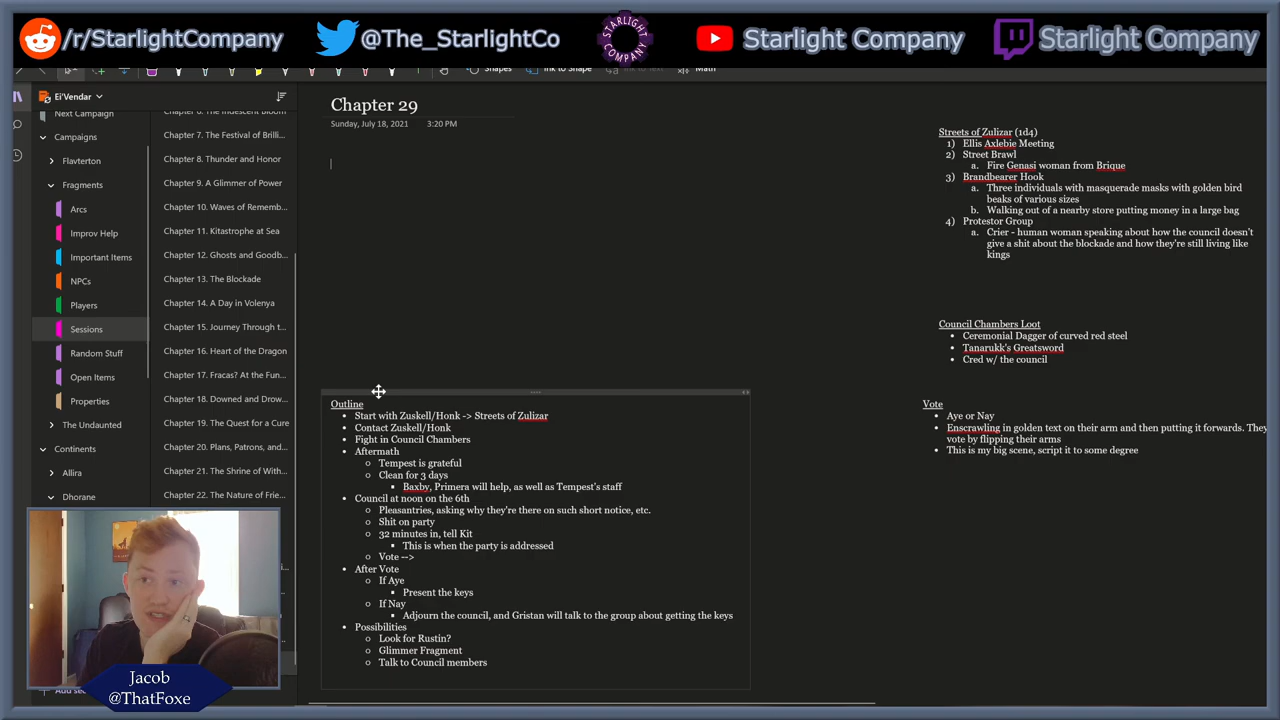 /r/StarlightCompany
@The_StarlightCo
STARLIGHT COMPANY
Starlight Company
Starlight Company
Shapes
Ink to Shape
Ink to Text
Math
Ei'Vendar
Next Campaign
Campaigns
Flavterton
Fragments
Arcs
Improv Help
Important Items
NPCs
Players
Sessions
Random Stuff
Open Items
Properties
The Undaunted
Continents
Allira
Dhorane
Chapter 6. The Iridescent Bloom
Chapter 7. The Festival of Brilli...
Chapter 8. Thunder and Honor
Chapter 9. A Glimmer of Power
Chapter 10. Waves of Rememb...
Chapter 11. Kitastrophe at Sea
Chapter 12. Ghosts and Goodb...
Chapter 13. The Blockade
Chapter 14. A Day in Volenya
Chapter 15. Journey Through t...
Chapter 16. Heart of the Dragon
Chapter 17. Fracas? At the Fun...
Chapter 18. Downed and Drow...
Chapter 19. The Quest for a Cure
Chapter 20. Plans, Patrons, and...
Chapter 21. The Shrine of With...
Chapter 22. The Nature of Frie...
Chapter 29
Sunday, July 18, 2021 3:20 PM
Outline
• Start with Zuskell/Honk -> Streets of Zulizar
• Contact Zuskell/Honk
• Fight in Council Chambers
• Aftermath
○ Tempest is grateful
○ Clean for 3 days
▪ Baxby, Primera will help, as well as Tempest's staff
• Council at noon on the 6th
○ Pleasantries, asking why they're there on such short notice, etc.
○ Shit on party
○ 32 minutes in, tell Kit
▪ This is when the party is addressed
○ Vote -->
• After Vote
○ If Aye
▪ Present the keys
○ If Nay
▪ Adjourn the council, and Gristan will talk to the group about getting the keys
• Possibilities
○ Look for Rustin?
○ Glimmer Fragment
○ Talk to Council members
Streets of Zulizar (1d4)
1) Ellis Axlebie Meeting
2) Street Brawl
a. Fire Genasi woman from Brique
3) Brandbearer Hook
a. Three individuals with masquerade masks with golden bird
beaks of various sizes
b. Walking out of a nearby store putting money in a large bag
4) Protestor Group
a. Crier - human woman speaking about how the council doesn't
give a shit about the blockade and how they're still living like
kings
Council Chambers Loot
• Ceremonial Dagger of curved red steel
• Tanarukk's Greatsword
• Cred w/ the council
Vote
• Aye or Nay
• Enscrawling in golden text on their arm and then putting it forwards. They
vote by flipping their arms
• This is my big scene, script it to some degree
Jacob
@ThatFoxe